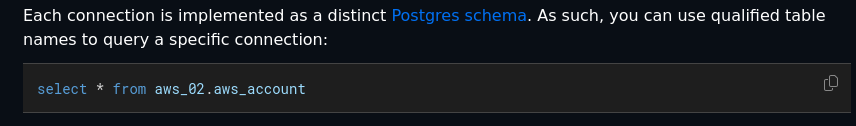 Each connection is implemented as a distinct Postgres schema. As such, you can use qualified table
names to query a specific connection:
select * from aws_02.aws_account